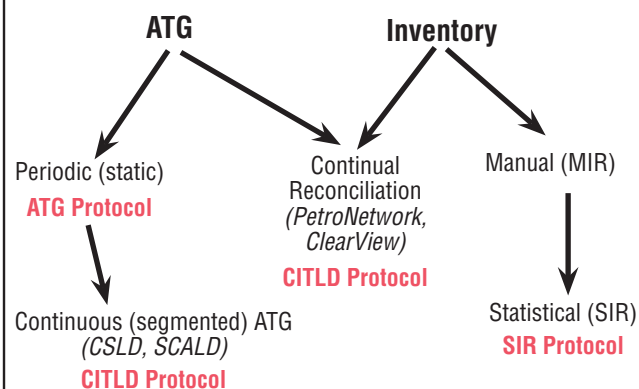 ATG
Inventory
Periodic (static)
ATG Protocol
Continual
Reconciliation
(PetroNetwork,
ClearView)
CITLD Protocol
Manual (MIR)
Continuous (segmented) ATG
(CSLD, SCALD)
CITLD Protocol
Statistical (SIR)
SIR Protocol